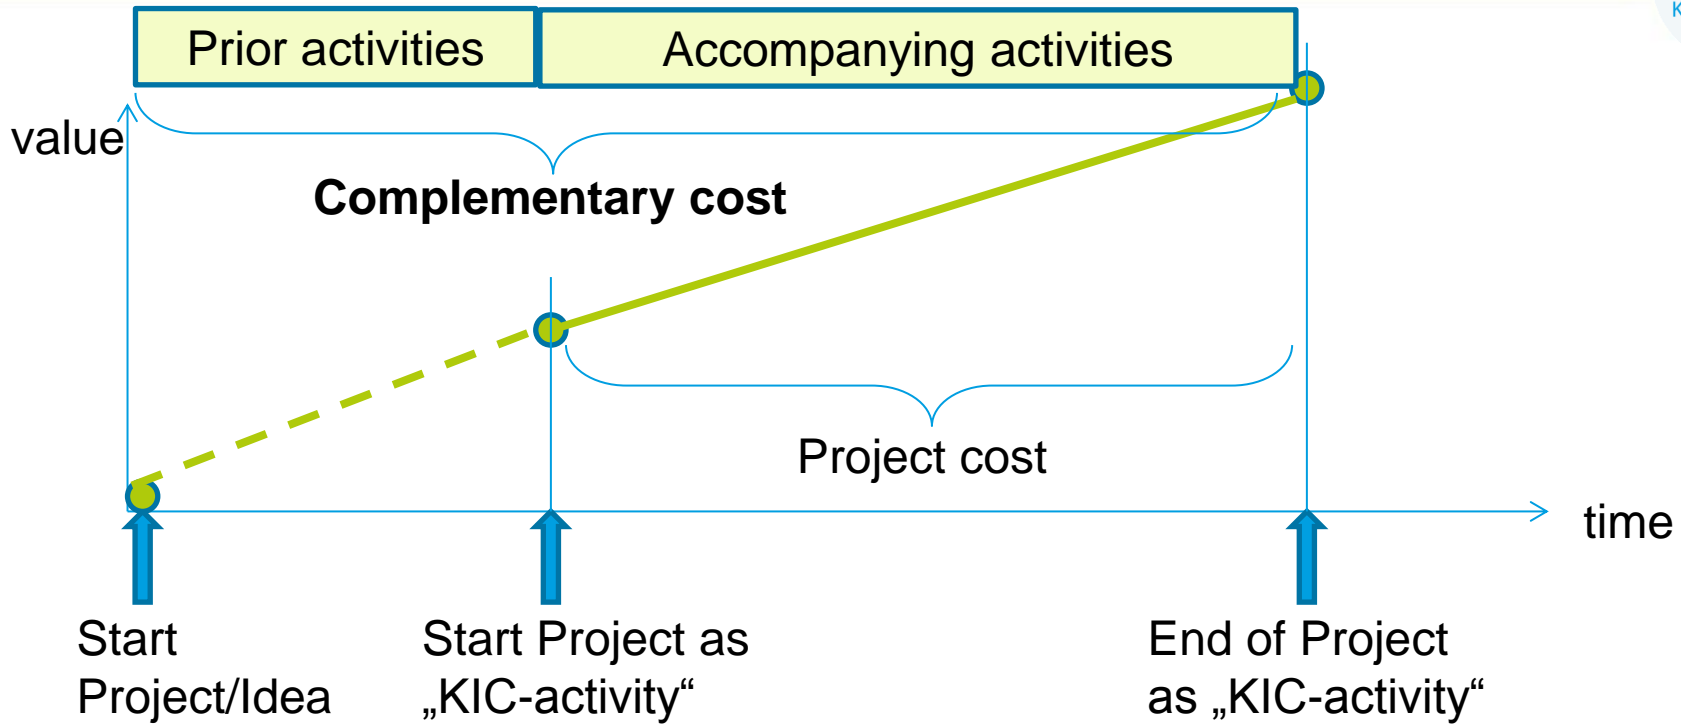 K
Prior activities
Accompanying activities
value
Complementary cost
Project cost
time
Start
Project/Idea
Start Project as
„KIC-activity“
End of Project
as „KIC-activity“